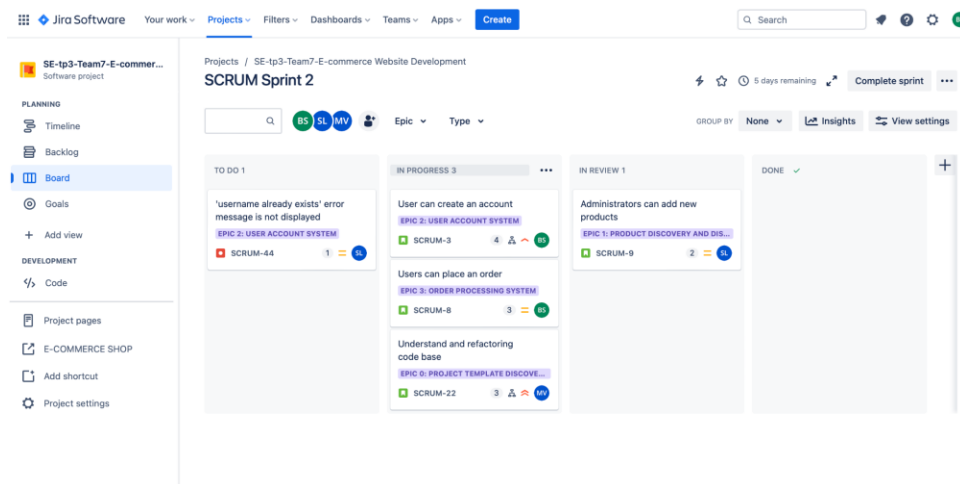 Jira Software
Your work
Projects
Filters
Dashboards
Teams
Apps
Create
Search
SE-tp3-Team7-E-commer...
Software project
PLANNING
Timeline
Backlog
Board
Goals
Add view
DEVELOPMENT
Code
Project pages
E-COMMERCE SHOP
Add shortcut
Project settings
Projects / SE-tp3-Team7-E-commerce Website Development
SCRUM Sprint 2
5 days remaining
Complete sprint
BS SL MV
Epic
Type
GROUP BY
None
Insights
View settings
TO DO 1
'username already exists' error
message is not displayed
EPIC 2: USER ACCOUNT SYSTEM
SCRUM-44
1
SL
IN PROGRESS 3
User can create an account
EPIC 2: USER ACCOUNT SYSTEM
SCRUM-3
4
BS
Users can place an order
EPIC 3: ORDER PROCESSING SYSTEM
SCRUM-8
3
BS
Understand and refactoring
code base
EPIC 0: PROJECT TEMPLATE DISCOVE...
SCRUM-22
3
MV
IN REVIEW 1
Administrators can add new
products
EPIC 1: PRODUCT DISCOVERY AND DIS...
SCRUM-9
2
SL
DONE